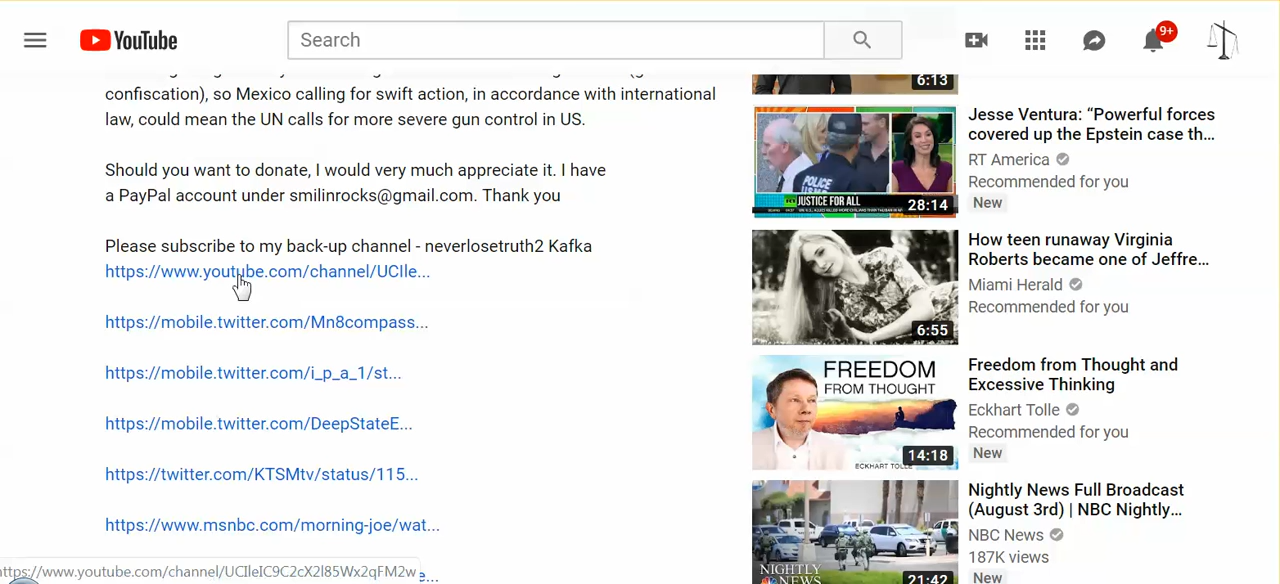 YouTube
Search
9+
confiscation), so Mexico calling for swift action, in accordance with international
law, could mean the UN calls for more severe gun control in US.
Should you want to donate, I would very much appreciate it. I have
a PayPal account under smilinrocks@gmail.com. Thank you
Please subscribe to my back-up channel - neverlosetruth2 Kafka
https://www.youtube.com/channel/UCIle...
https://mobile.twitter.com/Mn8compass...
https://mobile.twitter.com/i_p_a_1/st...
https://mobile.twitter.com/DeepStateE...
https://twitter.com/KTSMtv/status/115...
https://www.msnbc.com/morning-joe/wat...
https://www.youtube.com/channel/UCIleIC9C2cX2l85Wx2qFM2w
6:13
POLICE
JUSTICE FOR ALL
28:14
Jesse Ventura: “Powerful forces
covered up the Epstein case th...
RT America
Recommended for you
New
6:55
How teen runaway Virginia
Roberts became one of Jeffre...
Miami Herald
Recommended for you
FREEDOM
FROM THOUGHT
ECKHART TOLLE
14:18
Freedom from Thought and
Excessive Thinking
Eckhart Tolle
Recommended for you
New
NIGHTLY
NEWS
21:42
Nightly News Full Broadcast
(August 3rd) | NBC Nightly...
NBC News
187K views
New